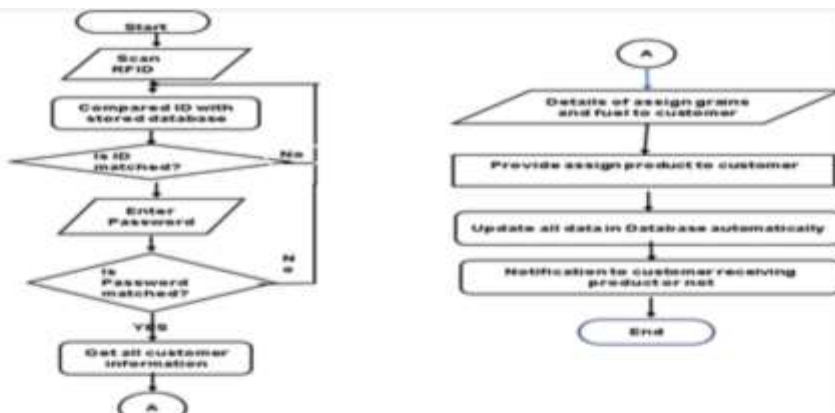 Start
Scan
RFID
Compared ID with
stored database
Is ID
matched?
No
Enter
Password
Is
Password
matched?
N
o
YES
Get all customer
information
A
A
Details of assign grains
and fuel to customer
Provide assign product to customer
Update all data in Database automatically
Notification to customer receiving
product or not
End